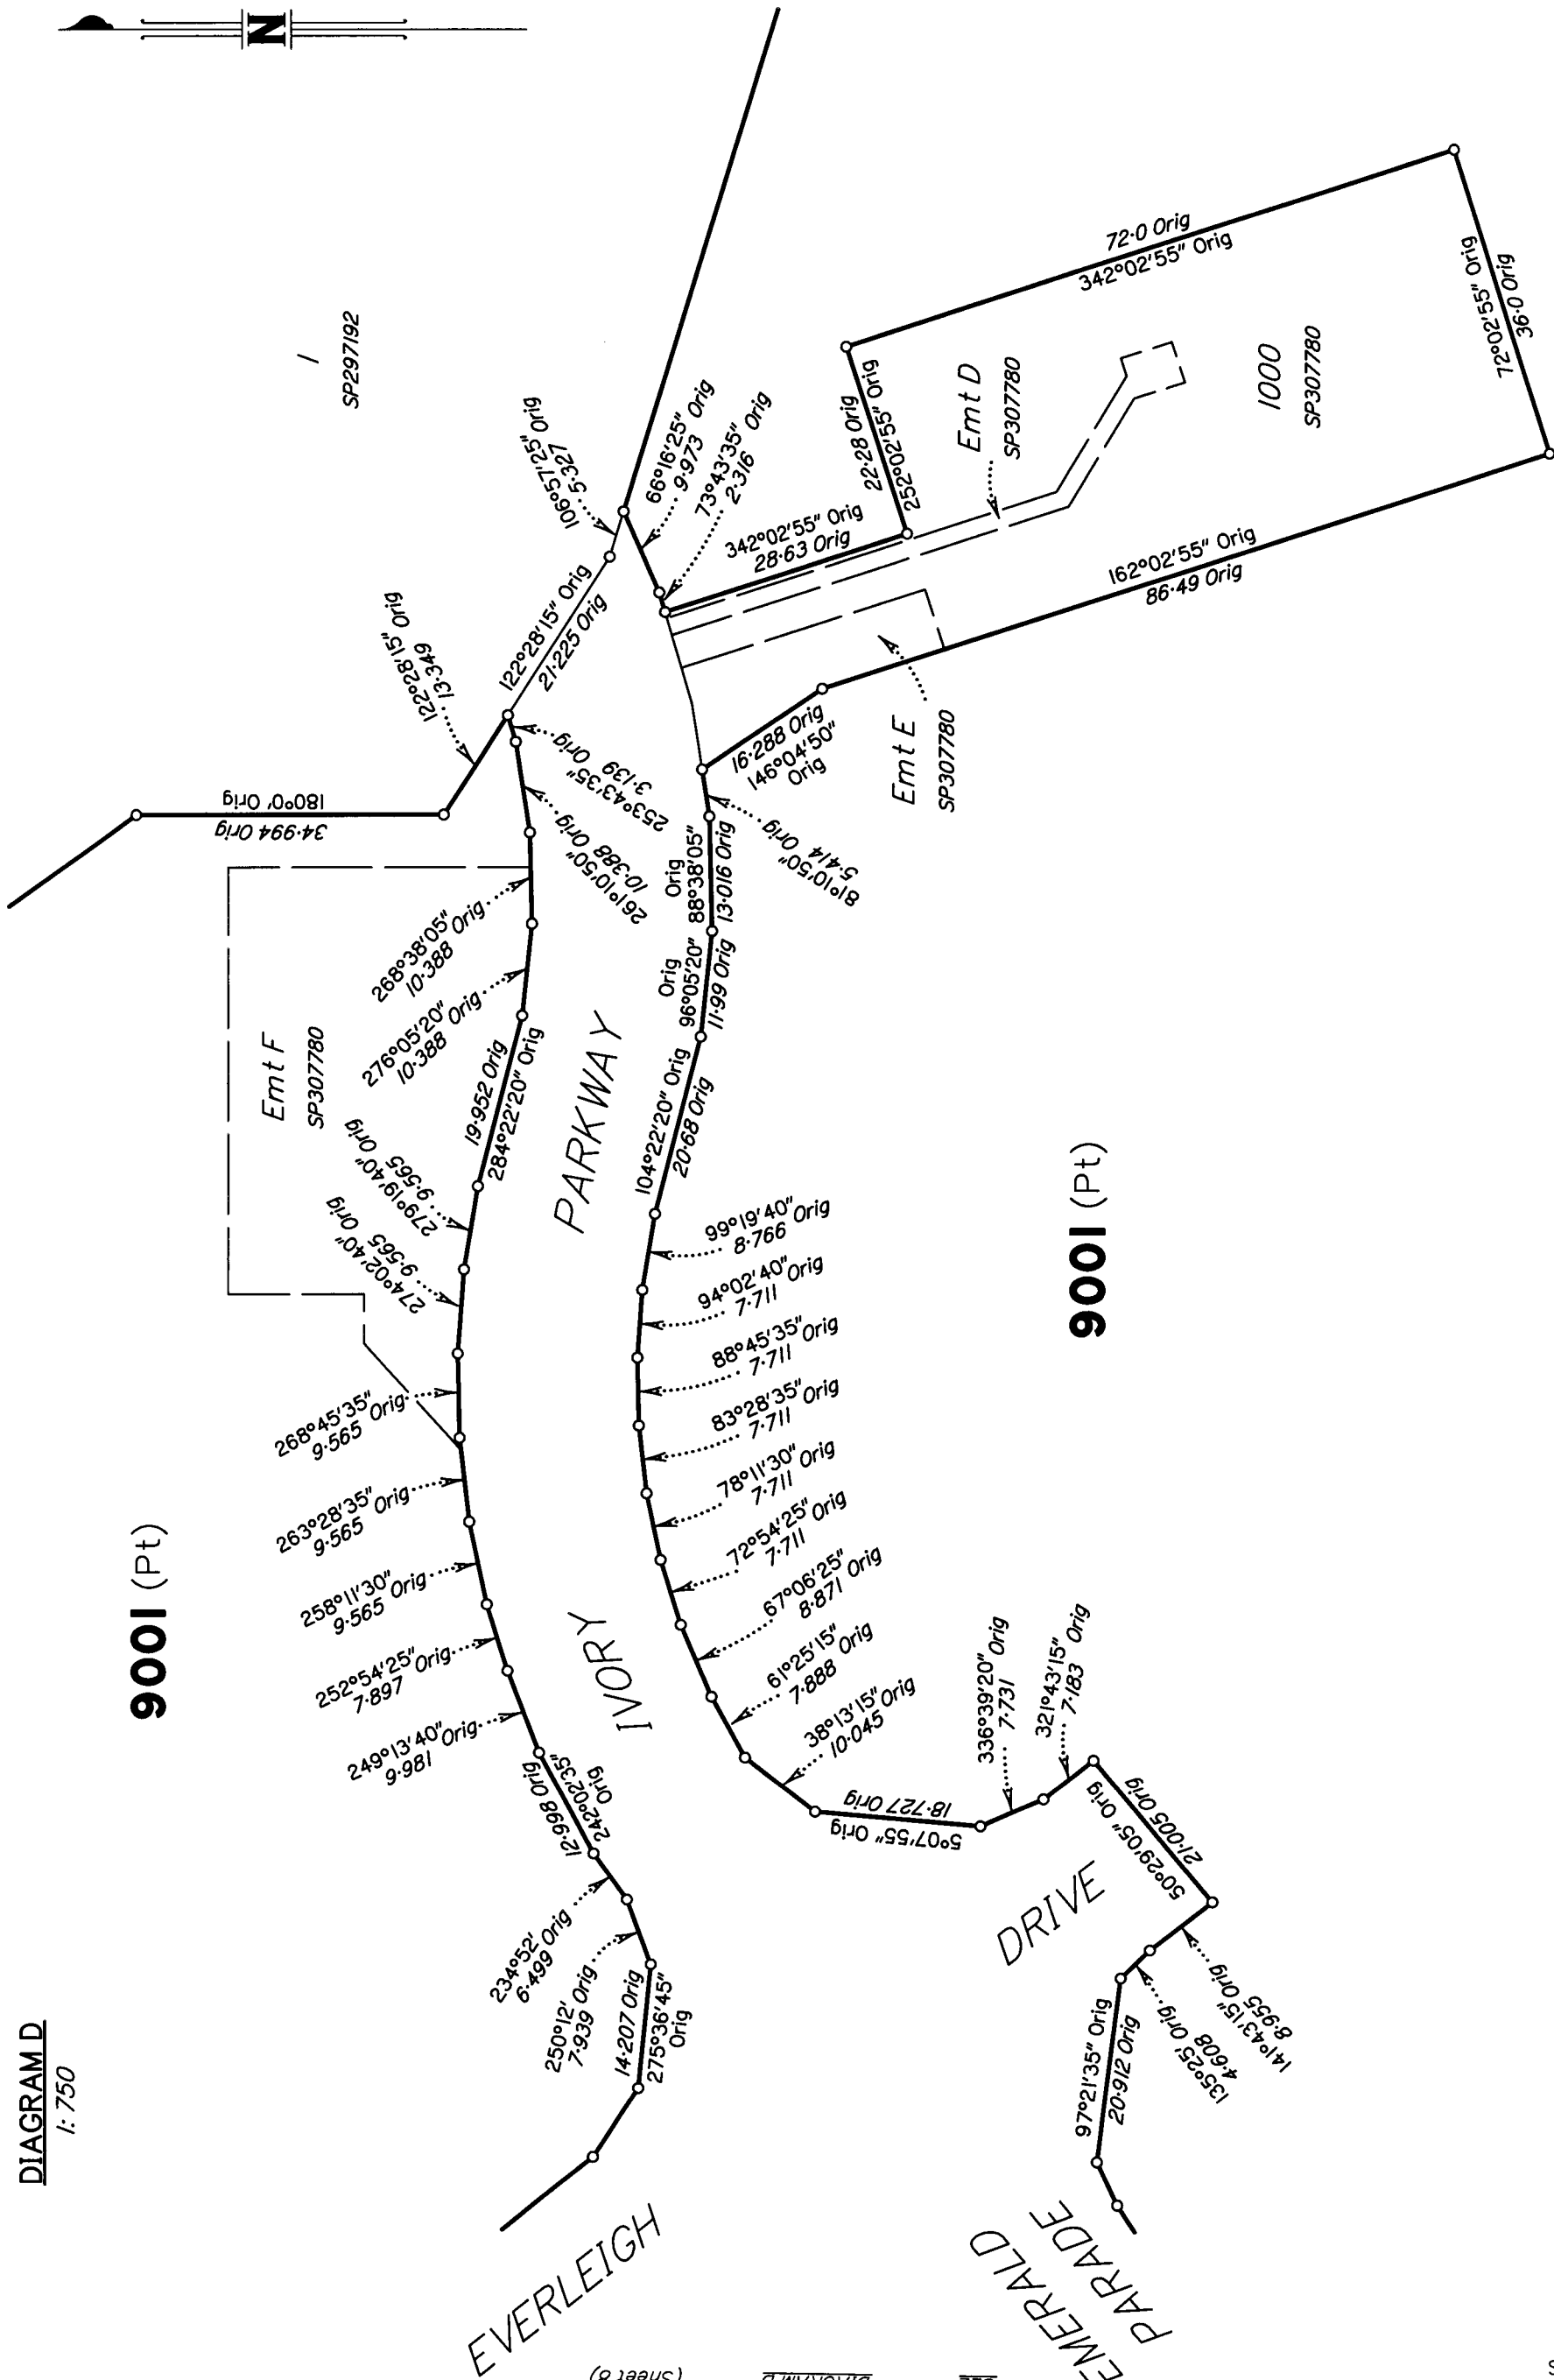 DIAGRAM D
1:750
N
1
SP297192
9001 (Pt)
9001 (Pt)
Emt F
SP307780
Emt D
SP307780
Emt E
SP307780
1000
SP307780
EVERLEIGH
IVORY
PARKWAY
DRIVE
EMERALD
PARADE
180°0' Orig
34·994 Orig
122°28'15" Orig
13·349
122°28'15" Orig
21·225 Orig
106°57'25" Orig
5·327
66°16'25" Orig
9·973
73°43'35" Orig
2·316
342°02'55" Orig
28·63 Orig
22·28 Orig
252°02'55" Orig
72·0 Orig
342°02'55" Orig
72°02'55" Orig
36·0 Orig
162°02'55" Orig
86·49 Orig
16·288 Orig
146°04'50"
Orig
253°43'35" Orig
3·139
261°10'50"
10·388 Orig
268°38'05"
10·388 Orig
276°05'20"
10·388 Orig
19·952 Orig
284°22'20" Orig
279°19'40" Orig
9·565
274°02'40" Orig
9·565
268°45'35"
9·565 Orig
263°28'35"
9·565 Orig
258°11'30"
9·565 Orig
252°54'25"
7·897 Orig
249°13'40"
9·981 Orig
12·998 Orig
242°02'35"
Orig
234°52'
6·499 Orig
250°12' Orig
7·939
14·207 Orig
275°36'45"
Orig
81°10'50" Orig
5·414
Orig
88°38'05"
13·016 Orig
Orig
96°05'20"
11·99 Orig
104°22'20" Orig
20·68 Orig
99°19'40"
8·766 Orig
94°02'40"
7·711 Orig
88°45'35"
7·711 Orig
83°28'35"
7·711 Orig
78°11'30"
7·711 Orig
72°54'25"
7·711 Orig
67°06'25"
8·871 Orig
61°25'15"
7·888 Orig
38°13'15"
10·045 Orig
5°07'55" Orig
18·727 Orig
336°39'20"
7·731 Orig
321°43'15"
7·183 Orig
50°29'05" Orig
21·005 Orig
141°43'15" Orig
8·955
135°25' Orig
4·608
97°21'35" Orig
20·912 Orig
(Sheet 8)